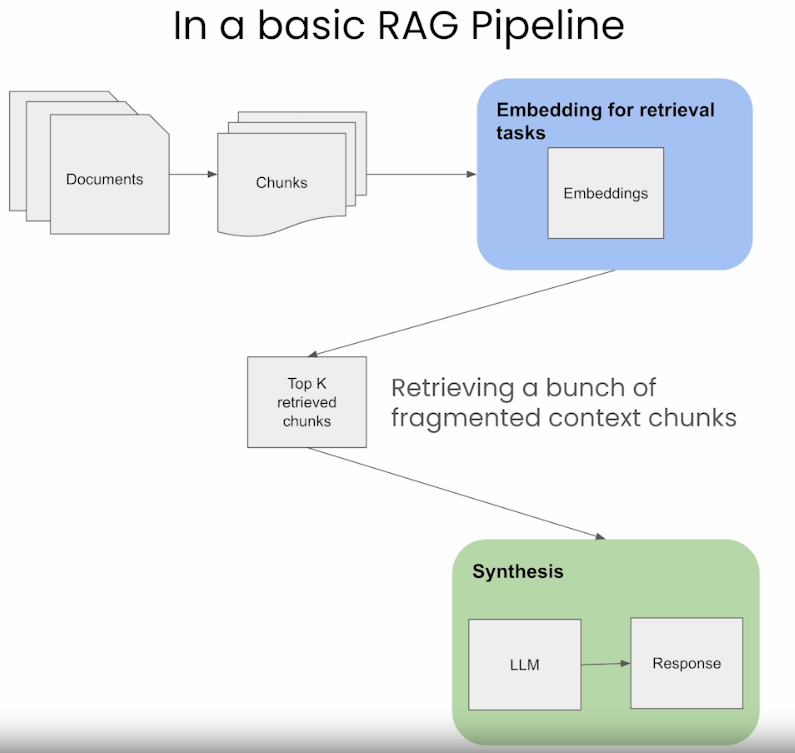 In a basic RAG Pipeline
Documents
Chunks
Embedding for retrieval
tasks
Embeddings
Top K
retrieved
chunks
Retrieving a bunch of
fragmented context chunks
Synthesis
LLM
Response